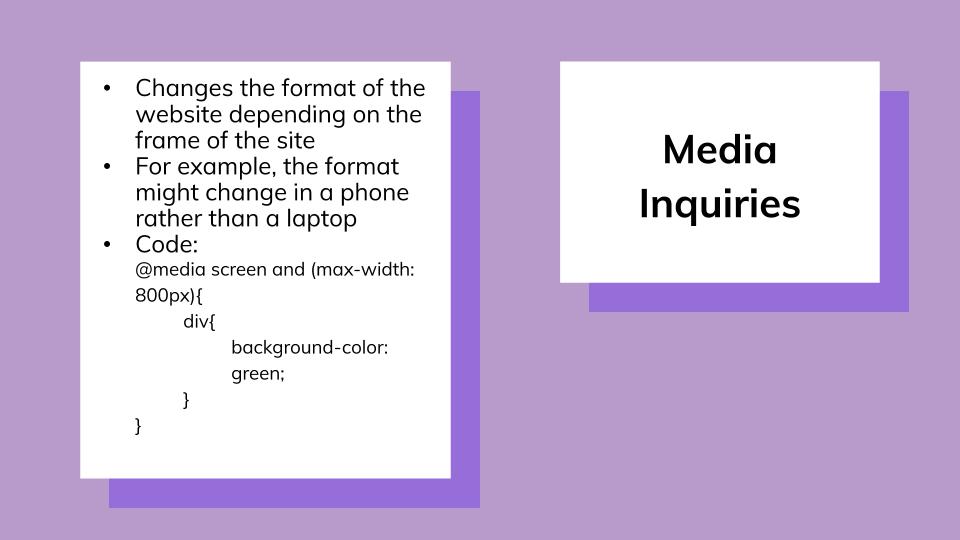 • Changes the format of the
website depending on the
frame of the site
• For example, the format
might change in a phone
rather than a laptop
• Code:
@media screen and (max-width:
800px){
div{
background-color:
green;
}
}
Media
Inquiries